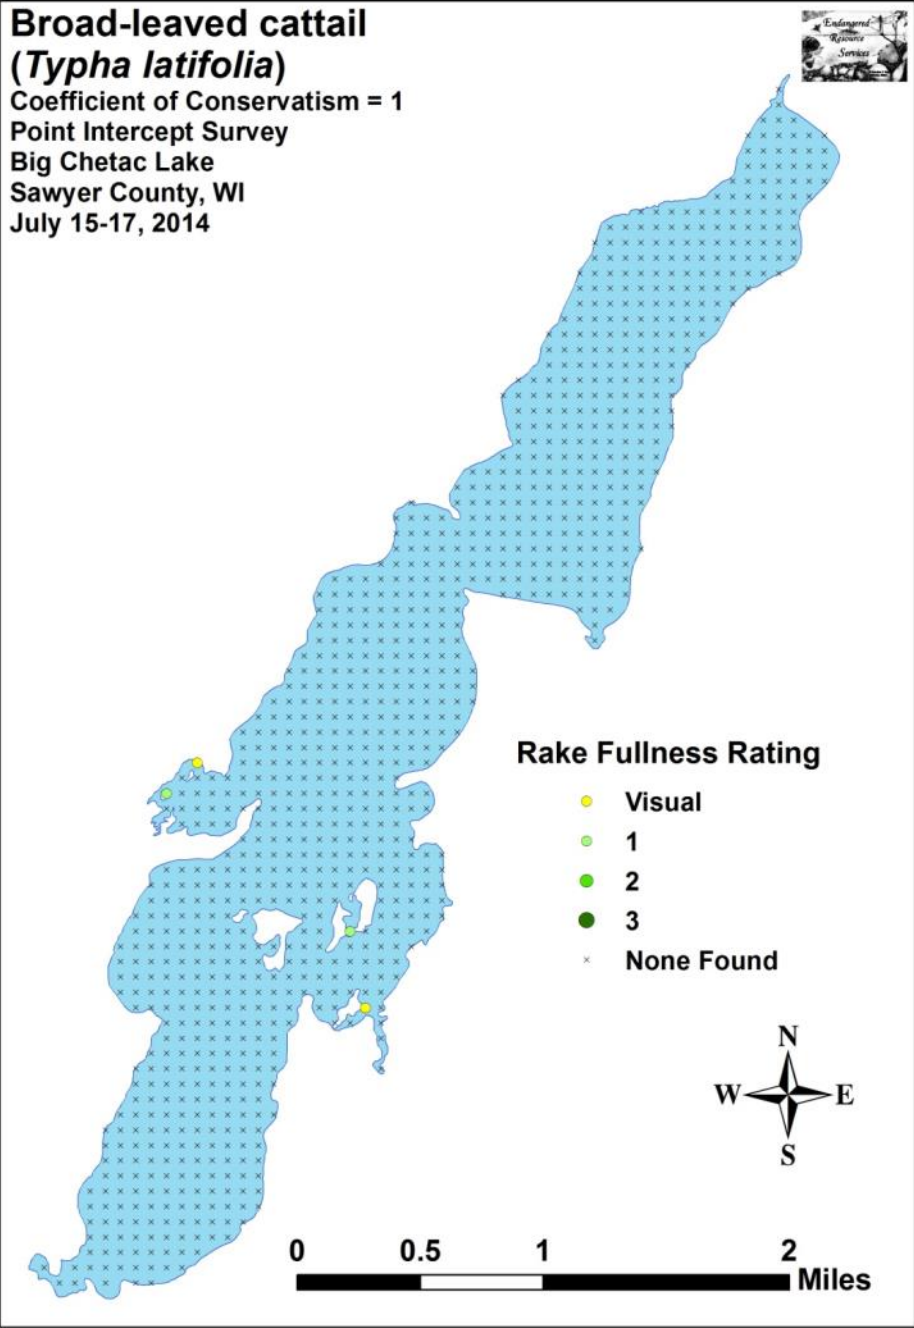 Broad-leaved cattail
(Typha latifolia)
Coefficient of Conservatism = 1
Point Intercept Survey
Big Chetac Lake
Sawyer County, WI
July 15-17, 2014
Endangered
Resource
Services
Rake Fullness Rating
Visual
1
2
3
None Found
N
W E
S
0 0.5 1 2
Miles